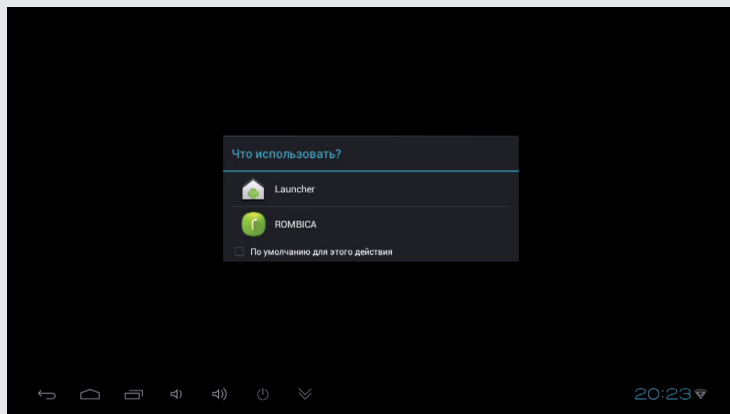 Что использовать?
Launcher
ROMBICA
По умолчанию для этого действия
20:23